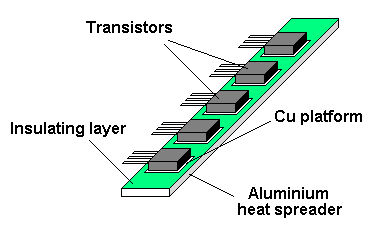 Transistors
Cu platform
Insulating layer
Aluminium
heat spreader